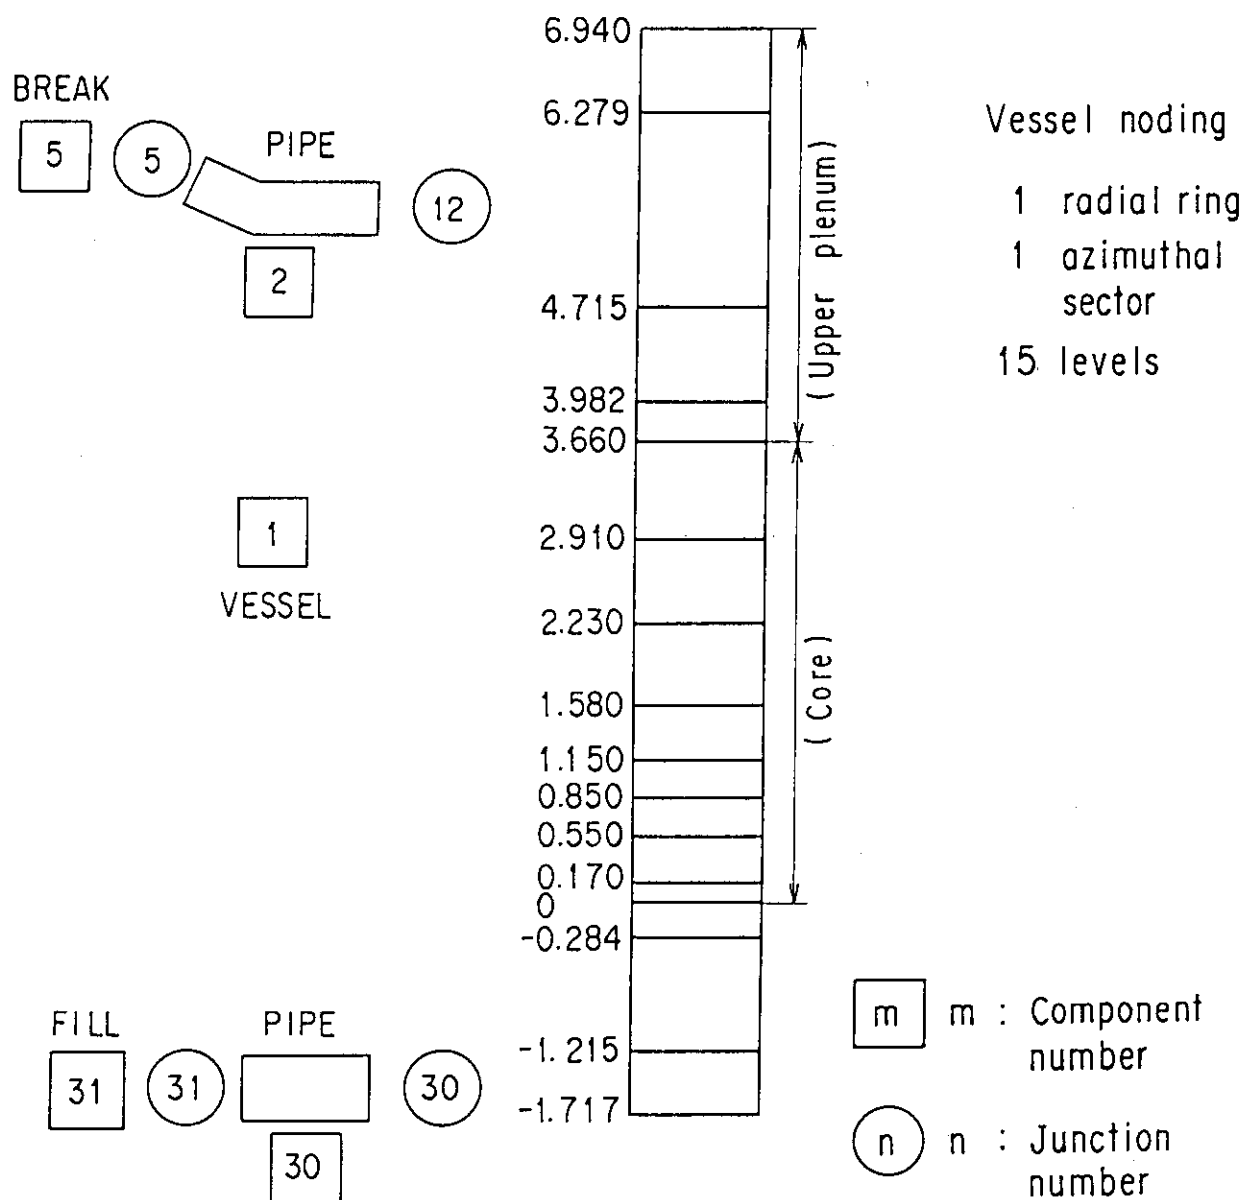 BREAK
5
5
PIPE
12
2
1
VESSEL
FILL
PIPE
31
31
30
30
6.940
6.279
4.715
3.982
3.660
2.910
2.230
1.580
1.150
0.850
0.550
0.170
0
-0.284
-1.215
-1.717
(Upper plenum)
(Core)
Vessel noding
1 radial ring
1 azimuthal
sector
15 levels
m m : Component
number
n n : Junction
number